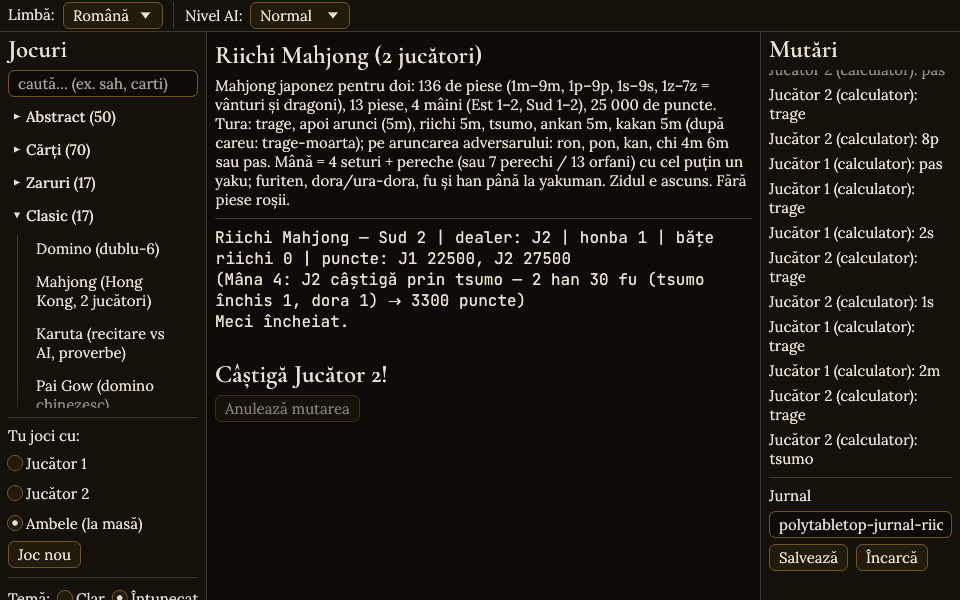 Limbă:
Română
Nivel AI:
Normal
Jocuri
caută... (ex. sah, carti)
Abstract (50)
Cărți (70)
Zaruri (17)
Clasic (17)
Domino (dublu-6)
Mahjong (Hong
Kong, 2 jucători)
Karuta (recitare vs
AI, proverbe)
Pai Gow (domino
chinezesc)
Tu joci cu:
Jucător 1
Jucător 2
Ambele (la masă)
Joc nou
Temă:
Clar
Întunecat
Riichi Mahjong (2 jucători)
Mahjong japonez pentru doi: 136 de piese (1m–9m, 1p–9p, 1s–9s, 1z–7z =
vânturi și dragoni), 13 piese, 4 mâini (Est 1–2, Sud 1–2), 25 000 de puncte.
Tura: trage, apoi arunci (5m), riichi 5m, tsumo, ankan 5m, kakan 5m (după
careu: trage-moarta); pe aruncarea adversarului: ron, pon, kan, chi 4m 6m
sau pas. Mână = 4 seturi + pereche (sau 7 perechi / 13 orfani) cu cel puțin un
yaku; furiten, dora/ura-dora, fu și han până la yakuman. Zidul e ascuns. Fără
piese roșii.
Riichi Mahjong — Sud 2 | dealer: J2 | honba 1 | bățe
riichi 0 | puncte: J1 22500, J2 27500
(Mâna 4: J2 câștigă prin tsumo — 2 han 30 fu (tsumo
închis 1, dora 1) → 3300 puncte)
Meci încheiat.
Câștigă Jucător 2!
Anulează mutarea
Mutări
Jucător 2 (calculator): pas
Jucător 2 (calculator):
trage
Jucător 2 (calculator): 8p
Jucător 1 (calculator): pas
Jucător 1 (calculator):
trage
Jucător 1 (calculator): 2s
Jucător 2 (calculator):
trage
Jucător 2 (calculator): 1s
Jucător 1 (calculator):
trage
Jucător 1 (calculator): 2m
Jucător 2 (calculator):
trage
Jucător 2 (calculator):
tsumo
Jurnal
polytabletop-jurnal-riic
Salvează
Încarcă